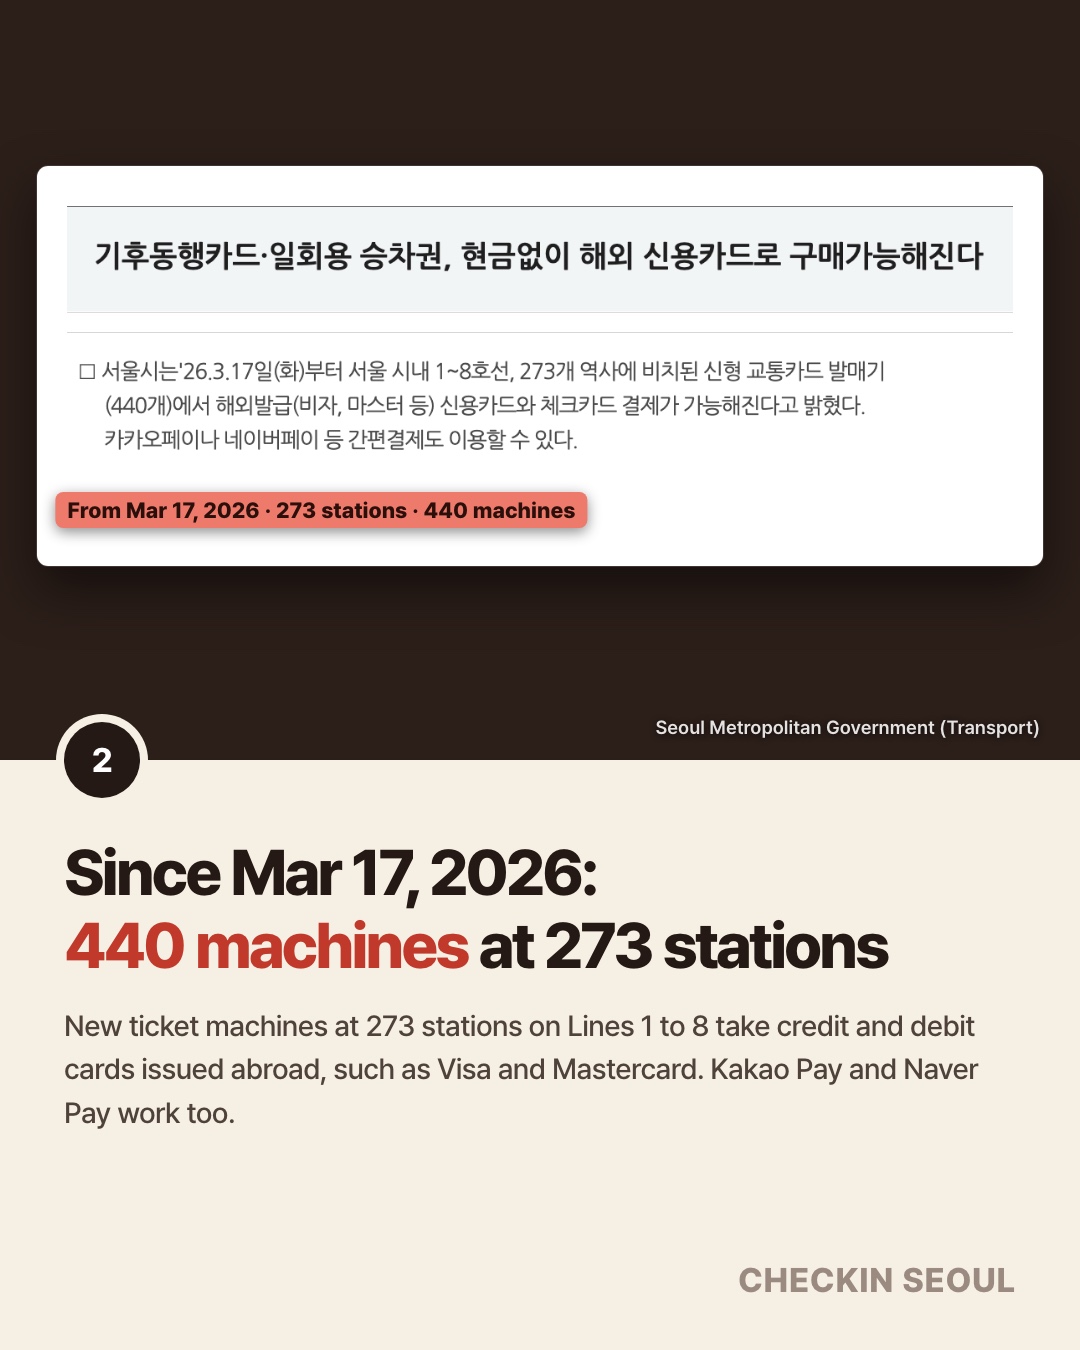 기후동행카드·일회용 승차권, 현금없이 해외 신용카드로 구매가능해진다
□ 서울시는'26.3.17일(화)부터 서울 시내 1~8호선, 273개 역사에 비치된 신형 교통카드 발매기
(440개)에서 해외발급(비자, 마스터 등) 신용카드와 체크카드 결제가 가능해진다고 밝혔다.
카카오페이나 네이버페이 등 간편결제도 이용할 수 있다.
From Mar 17, 2026 · 273 stations · 440 machines
Seoul Metropolitan Government (Transport)
2
Since Mar 17, 2026:
440 machines at 273 stations
New ticket machines at 273 stations on Lines 1 to 8 take credit and debit
cards issued abroad, such as Visa and Mastercard. Kakao Pay and Naver
Pay work too.
CHECKIN SEOUL